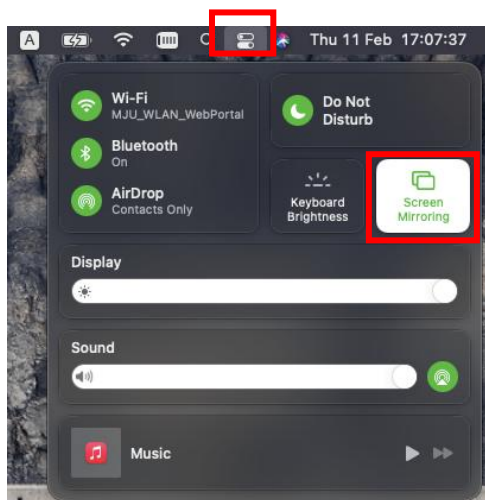 A
Thu 11 Feb 17:07:37
Wi-Fi
MJU_WLAN_WebPortal
Do Not
Disturb
Bluetooth
On
AirDrop
Contacts Only
Keyboard
Brightness
Screen
Mirroring
Display
Sound
Music